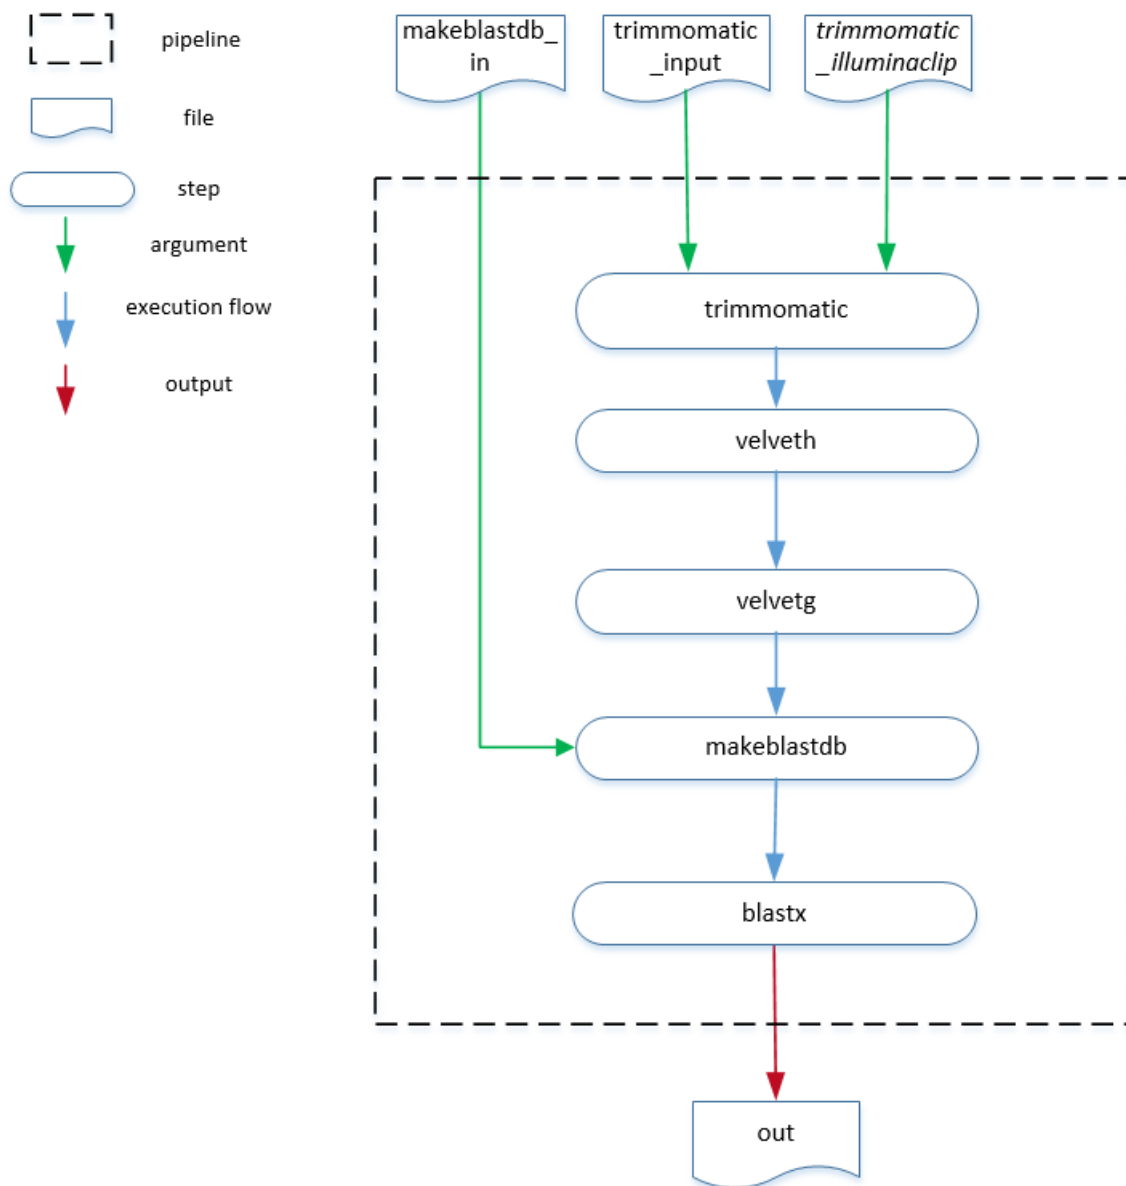 pipeline
file
step
argument
execution flow
output
makeblastdb_
in
trimmomatic
_input
trimmomatic
_illuminaclip
trimmomatic
velveth
velvetg
makeblastdb
blastx
out